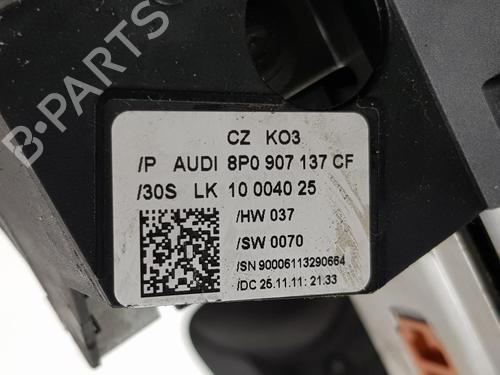 B-PARTS
CZ KO3
/P AUDI 8P0 907 137 CF
/30S LK 10 0040 25
/HW 037
/SW 0070
/SN 90006113290664
/DC 25.11.11: 21.33